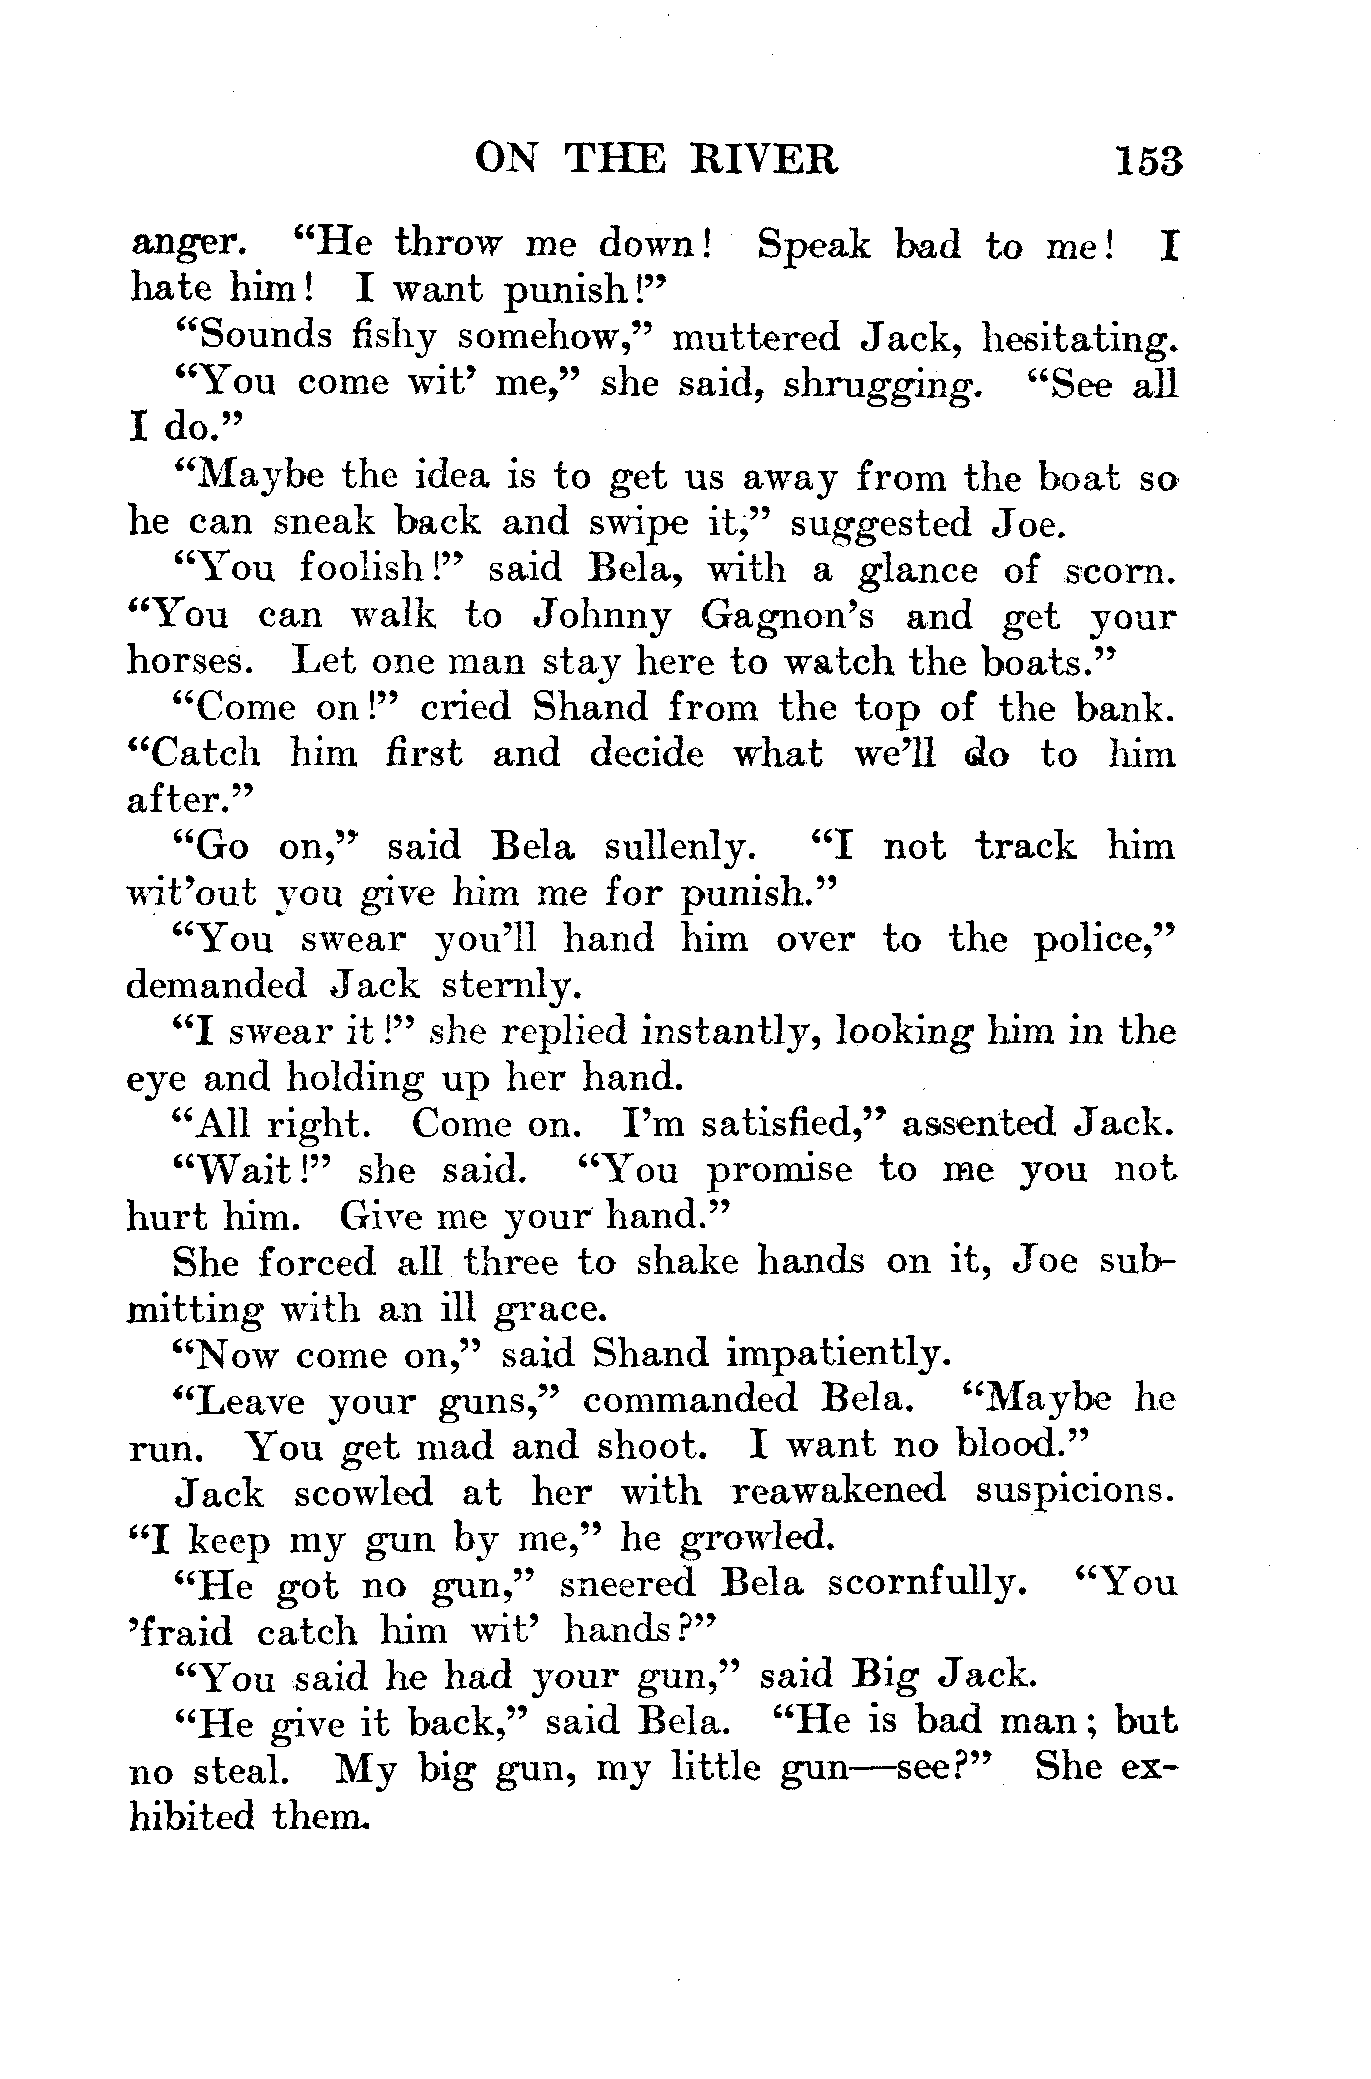 ON THE RIVER 153
anger. “He throw me down! Speak bad to me! I
hate him! I want punish!”
“Sounds fishy somehow,” muttered Jack, hesitating.
“You come wit’ me,” she said, shrugging. “See all
I do.”
“Maybe the idea is to get us away from the boat so
he can sneak back and swipe it,” suggested Joe.
“You foolish!” said Bela, with a glance of scorn.
“You can walk to Johnny Gagnon’s and get your
horses. Let one man stay here to watch the boats.”
“Come on!” cried Shand from the top of the bank.
“Catch him first and decide what we’ll do to him
after.”
“Go on,” said Bela sullenly. “I not track him
wit’out you give him me for punish.”
“You swear you’ll hand him over to the police,”
demanded Jack sternly.
“I swear it!” she replied instantly, looking him in the
eye and holding up her hand.
“All right. Come on. I’m satisfied,” assented Jack.
“Wait!” she said. “You promise to me you not
hurt him. Give me your hand.”
She forced all three to shake hands on it, Joe sub-
mitting with an ill grace.
“Now come on,” said Shand impatiently.
“Leave your guns,” commanded Bela. “Maybe he
run. You get mad and shoot. I want no blood.”
Jack scowled at her with reawakened suspicions.
“I keep my gun by me,” he growled.
“He got no gun,” sneered Bela scornfully. “You
’fraid catch him wit’ hands?”
“You said he had your gun,” said Big Jack.
“He give it back,” said Bela. “He is bad man; but
no steal. My big gun, my little gun—see?” She ex-
hibited them.